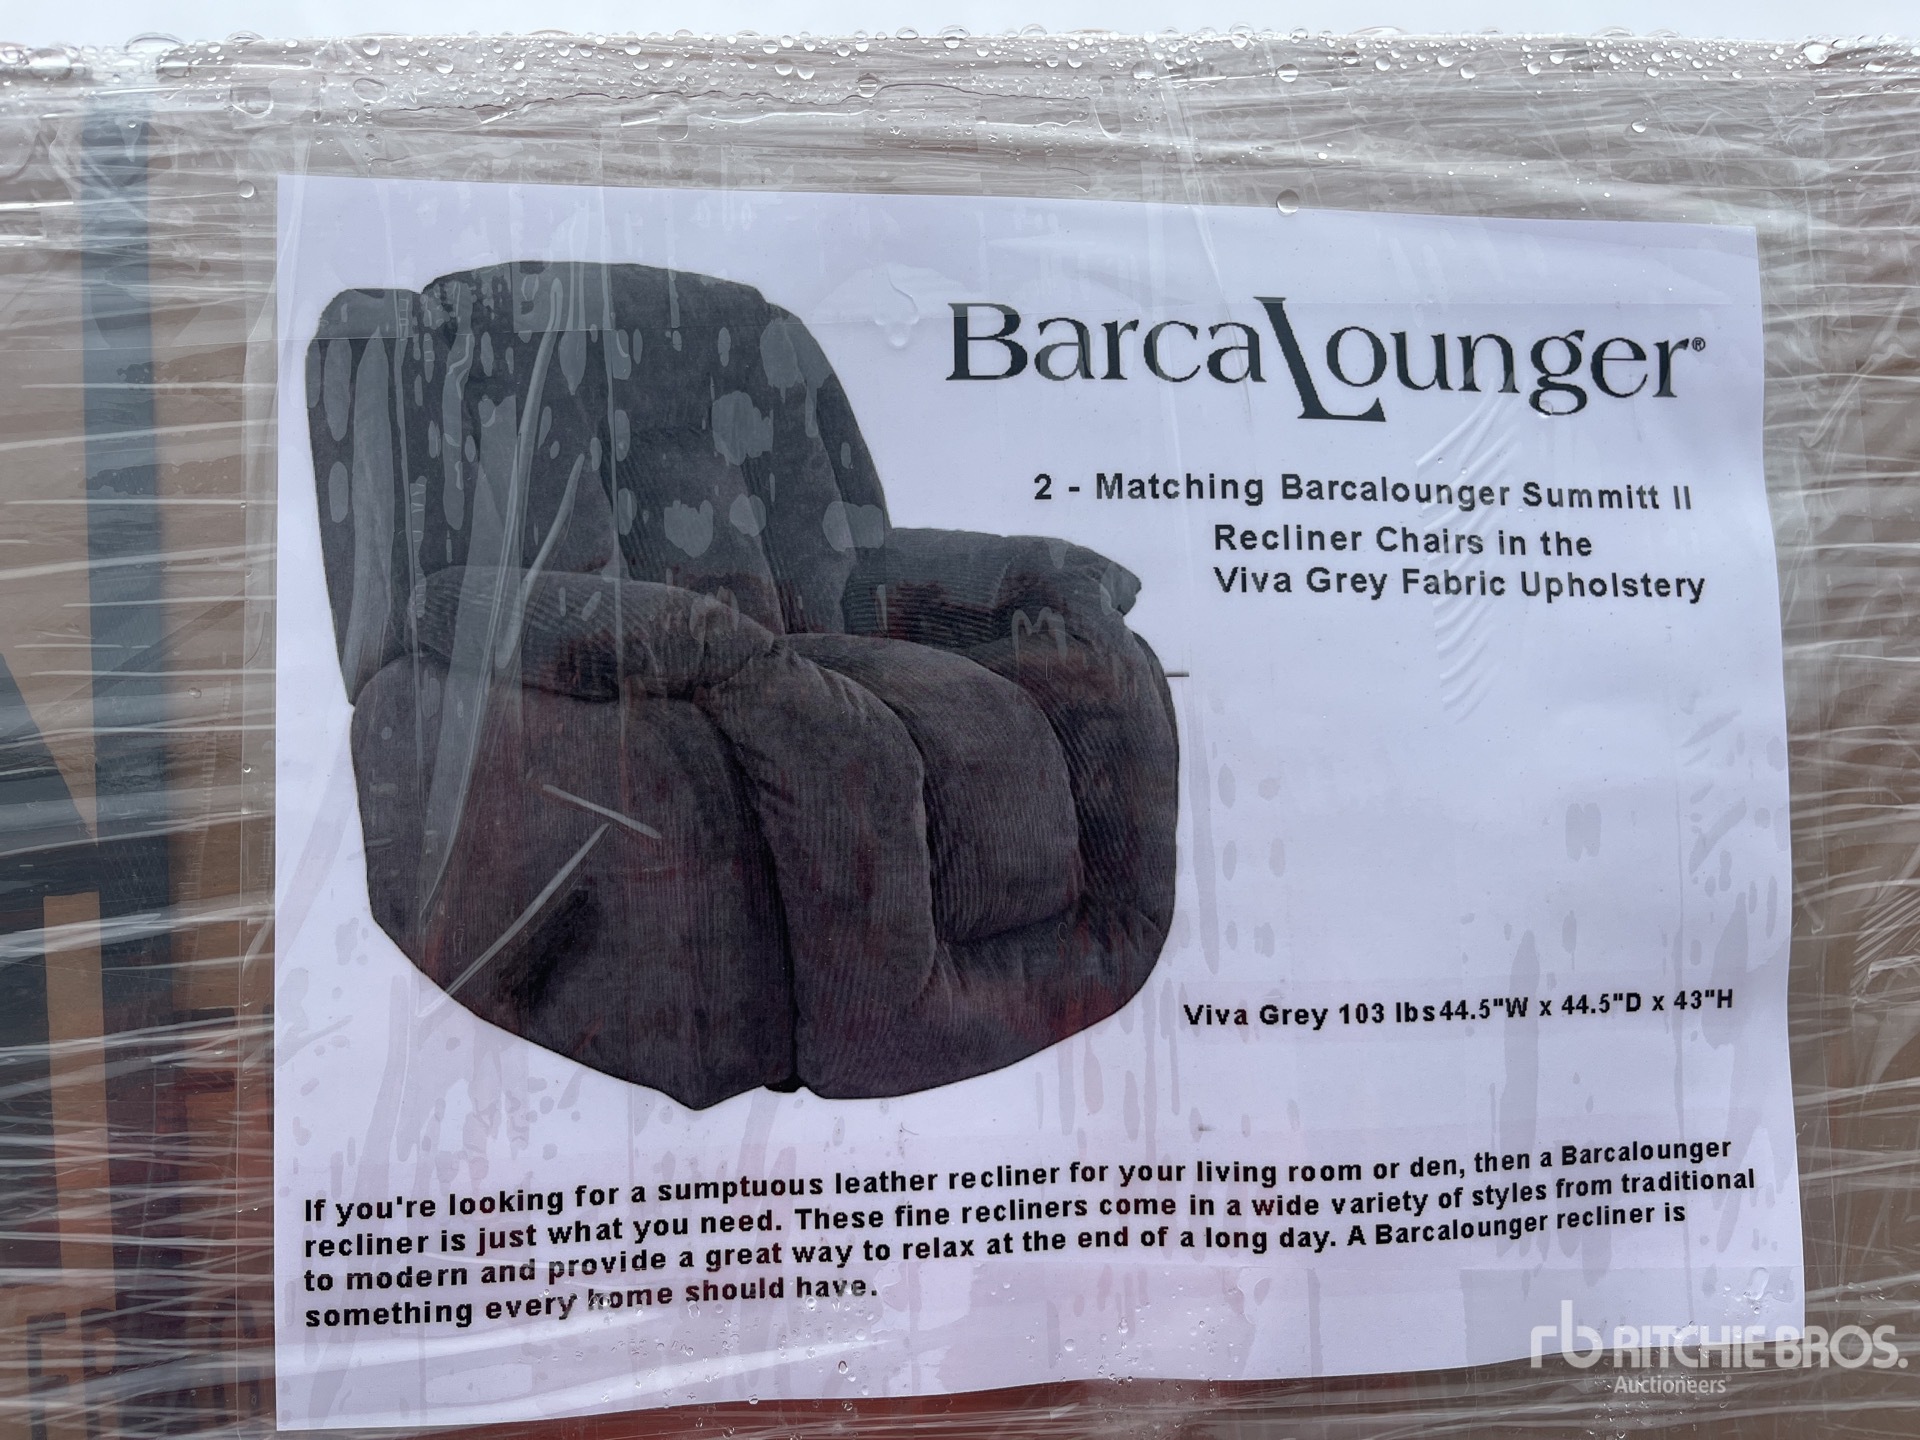 BarcaLounger®
2 - Matching Barcalounger Summitt II
Recliner Chairs in the
Viva Grey Fabric Upholstery
Viva Grey 103 lbs44.5"W x 44.5"D x 43"H
If you're looking for a sumptuous leather recliner for your living room or den, then a Barcalounger
recliner is just what you need. These fine recliners come in a wide variety of styles from traditional
to modern and provide a great way to relax at the end of a long day. A Barcalounger recliner is
something every home should have.
rb RITCHIE BROS.
Auctioneers